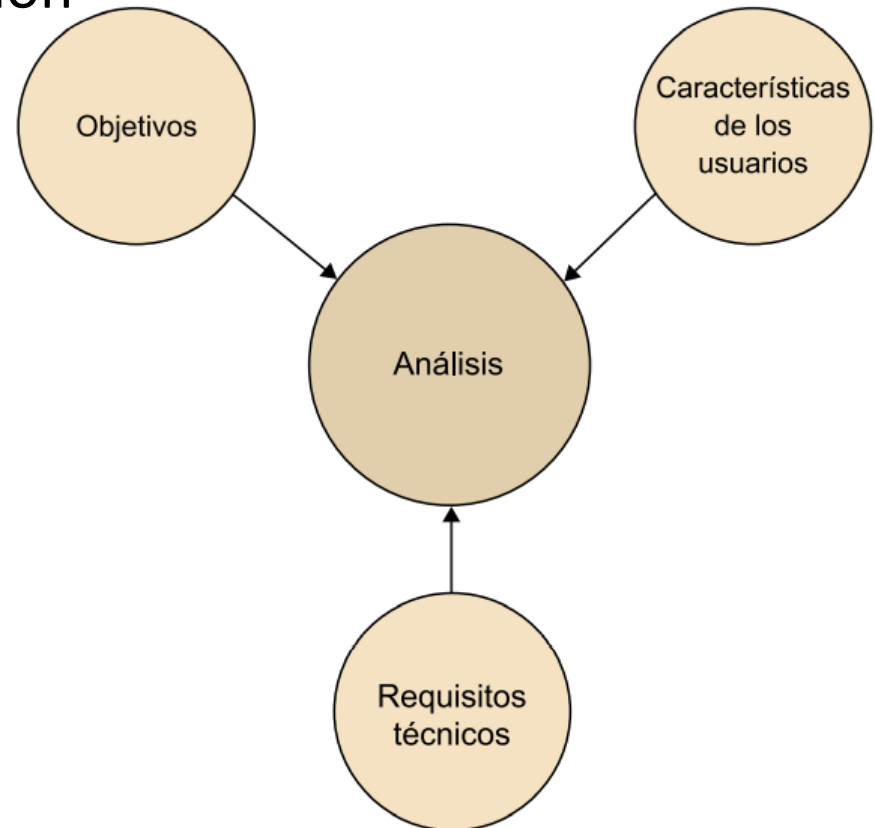 Objetivos
Características
de los
usuarios
Análisis
Requisitos
técnicos